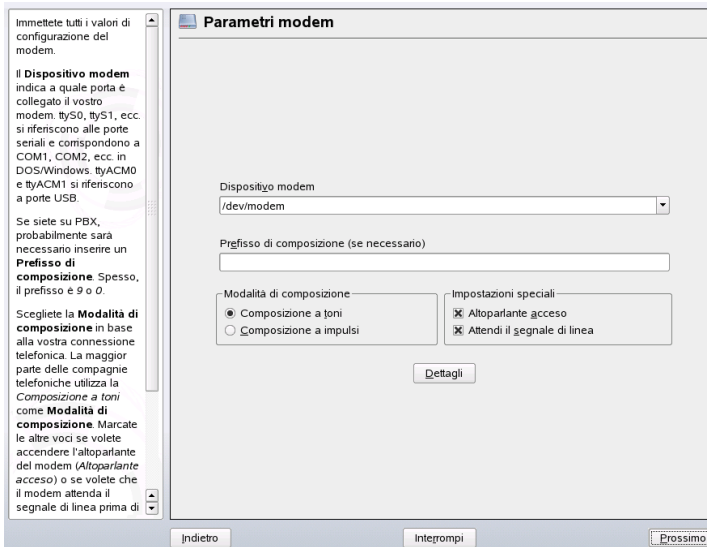 Immettete tutti i valori di
configurazione del
modem.
Il Dispositivo modem
indica a quale porta è
collegato il vostro
modem. ttyS0, ttyS1, ecc.
si riferiscono alle porte
seriali e corrispondono a
COM1, COM2, ecc. in
DOS/Windows. ttyACM0
e ttyACM1 si riferiscono
a porte USB.
Se siete su PBX,
probabilmente sarà
necessario inserire un
Prefisso di
composizione. Spesso,
il prefisso è 9 o 0.
Scegliete la Modalità di
composizione in base
alla vostra connessione
telefonica. La maggior
parte delle compagnie
telefoniche utilizza la
Composizione a toni
come Modalità di
composizione. Marcate
le altre voci se volete
accendere l'altoparlante
del modem (Altoparlante
acceso) o se volete che
il modem attenda il
segnale di linea prima di
Parametri modem
Dispositivo modem
/dev/modem
Prefisso di composizione (se necessario)
Modalità di composizione
Composizione a toni
Composizione a impulsi
Impostazioni speciali
Altoparlante acceso
Attendi il segnale di linea
Dettagli
Indietro
Interrompi
Prossimo